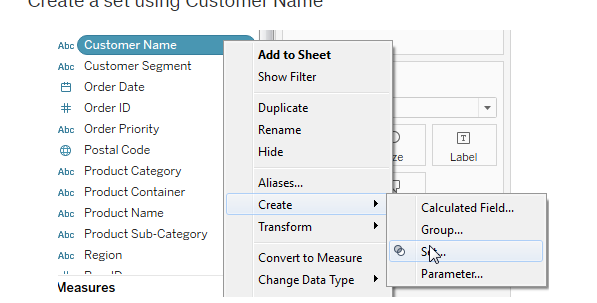 Create a set using Customer Name
Abc Customer Name
Abc Customer Segment
Order Date
# Order ID
Abc Order Priority
Postal Code
Abc Product Category
Abc Product Container
Abc Product Name
Abc Product Sub-Category
Abc Region
Measures
Add to Sheet
Show Filter
Duplicate
Rename
Hide
Aliases...
Create
Transform
Convert to Measure
Change Data Type
T
Label
Calculated Field...
Group...
Parameter...